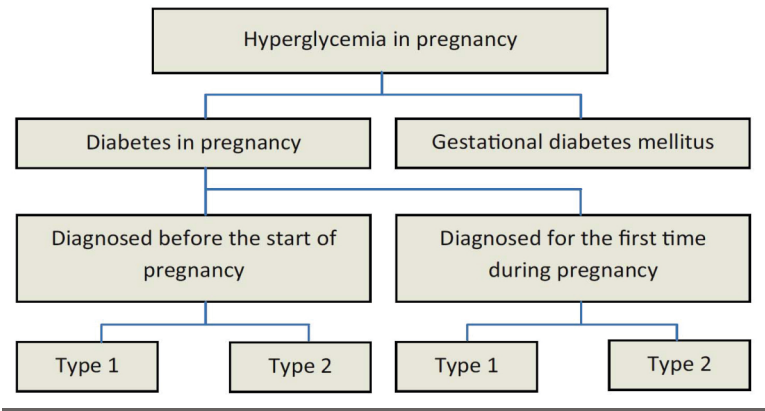 Hyperglycemia in pregnancy
Diabetes in pregnancy
Gestational diabetes mellitus
Diagnosed before the start of
pregnancy
Diagnosed for the first time
during pregnancy
Type 1
Type 2
Type 1
Type 2